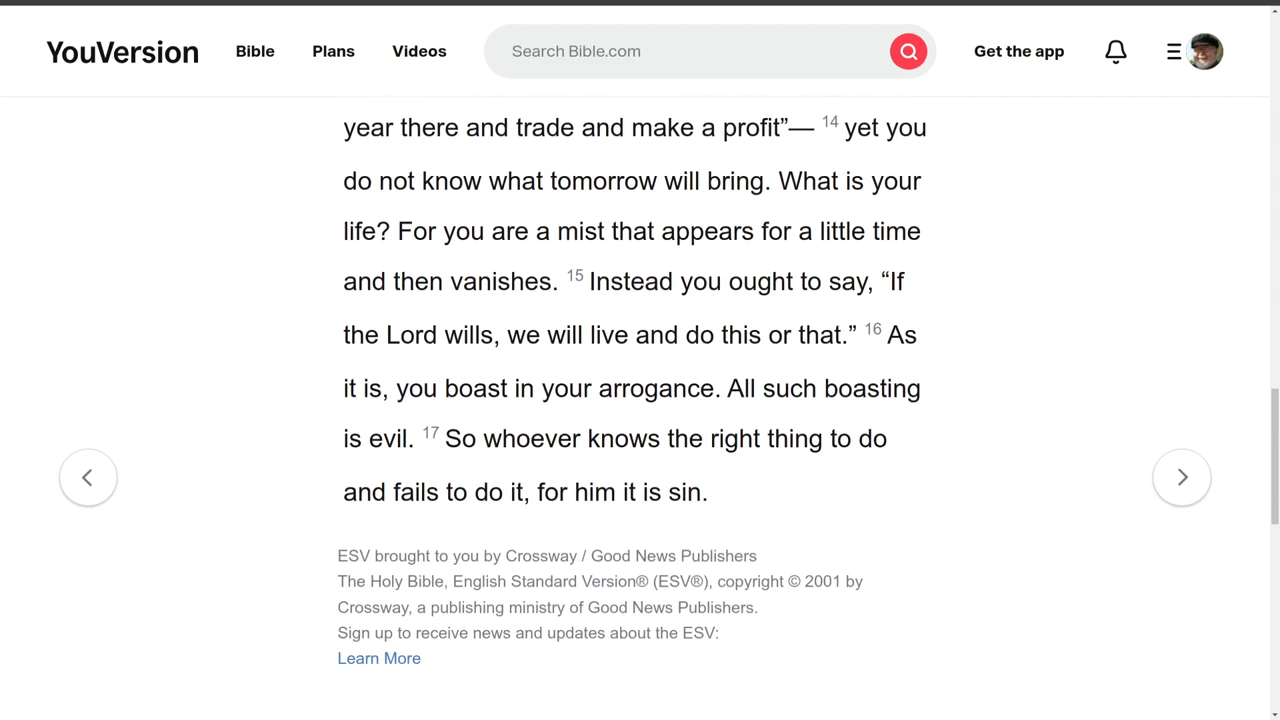 YouVersion Bible Plans Videos Search Bible.com Get the app
year there and trade and make a profit”— 14 yet you
do not know what tomorrow will bring. What is your
life? For you are a mist that appears for a little time
and then vanishes. 15 Instead you ought to say, “If
the Lord wills, we will live and do this or that.” 16 As
it is, you boast in your arrogance. All such boasting
is evil. 17 So whoever knows the right thing to do
and fails to do it, for him it is sin.
ESV brought to you by Crossway / Good News Publishers
The Holy Bible, English Standard Version® (ESV®), copyright © 2001 by
Crossway, a publishing ministry of Good News Publishers.
Sign up to receive news and updates about the ESV:
Learn More